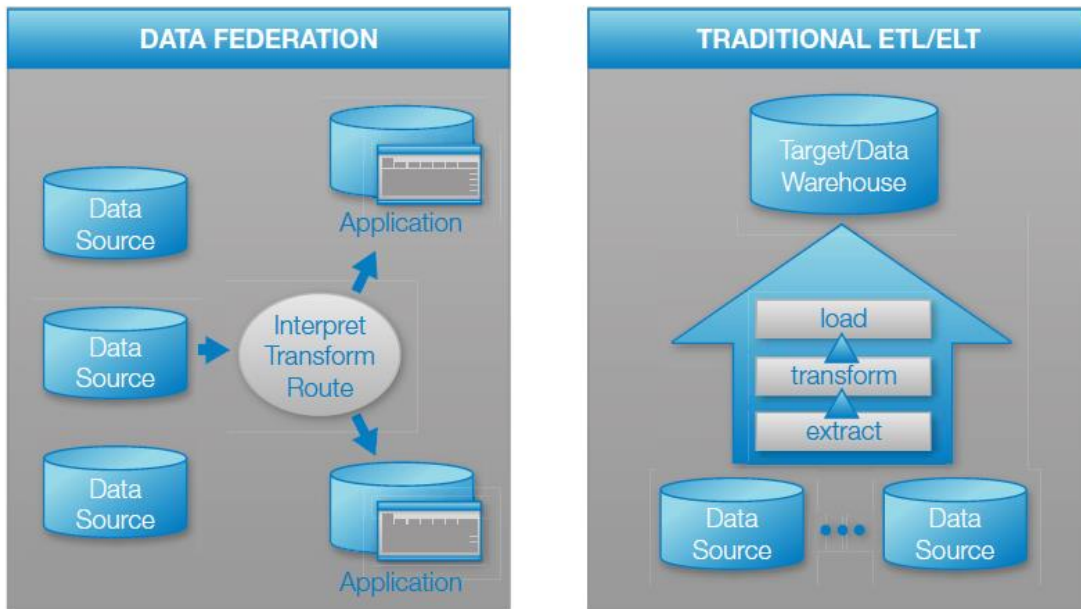 DATA FEDERATION
Data
Source
Data
Source
Data
Source
Interpret
Transform
Route
Application
Application
TRADITIONAL ETL/ELT
Target/Data
Warehouse
load
transform
extract
Data
Source
Data
Source